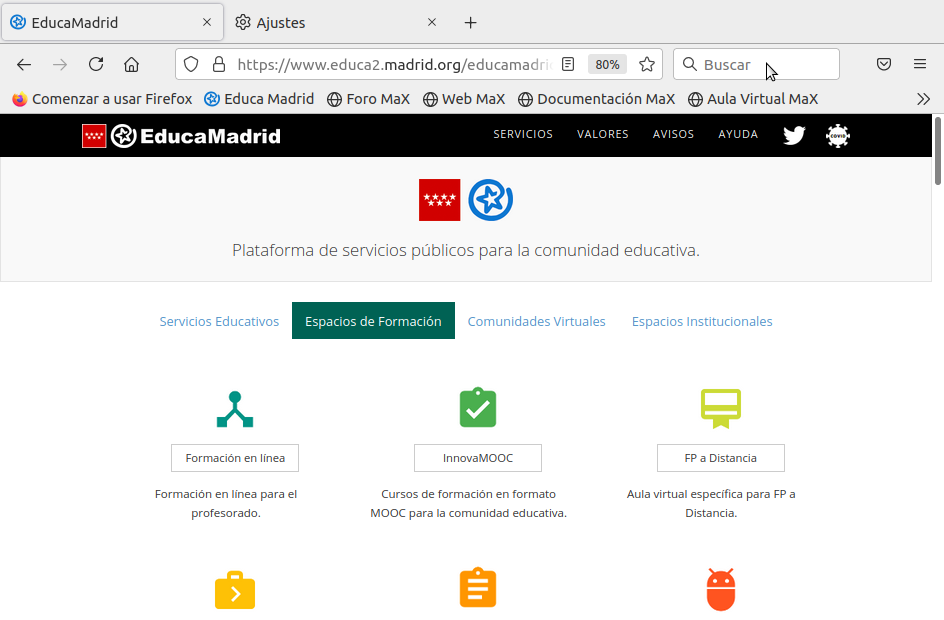 EducaMadrid
Ajustes
https://www.educa2.madrid.org/educamadri
80%
Buscar
Comenzar a usar Firefox
Educa Madrid
Foro MaX
Web MaX
Documentación MaX
Aula Virtual MaX
EducaMadrid
SERVICIOS
VALORES
AVISOS
AYUDA
COVID
Plataforma de servicios públicos para la comunidad educativa.
Servicios Educativos
Espacios de Formación
Comunidades Virtuales
Espacios Institucionales
Formación en línea
InnovaMOOC
FP a Distancia
Formación en línea para el
profesorado.
Cursos de formación en formato
MOOC para la comunidad educativa.
Aula virtual específica para FP a
Distancia.